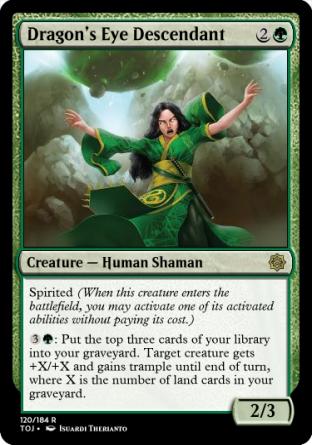 Dragon's Eye Descendant 2
Creature — Human Shaman
Spirited (When this creature enters the
battlefield, you may activate one of its activated
abilities without paying its cost.)
3 : Put the top three cards of your library
into your graveyard. Target creature gets
+X/+X and gains trample until end of turn,
where X is the number of land cards in your
graveyard.
2/3
120/184 R
TOJ • Isuardi Therianto